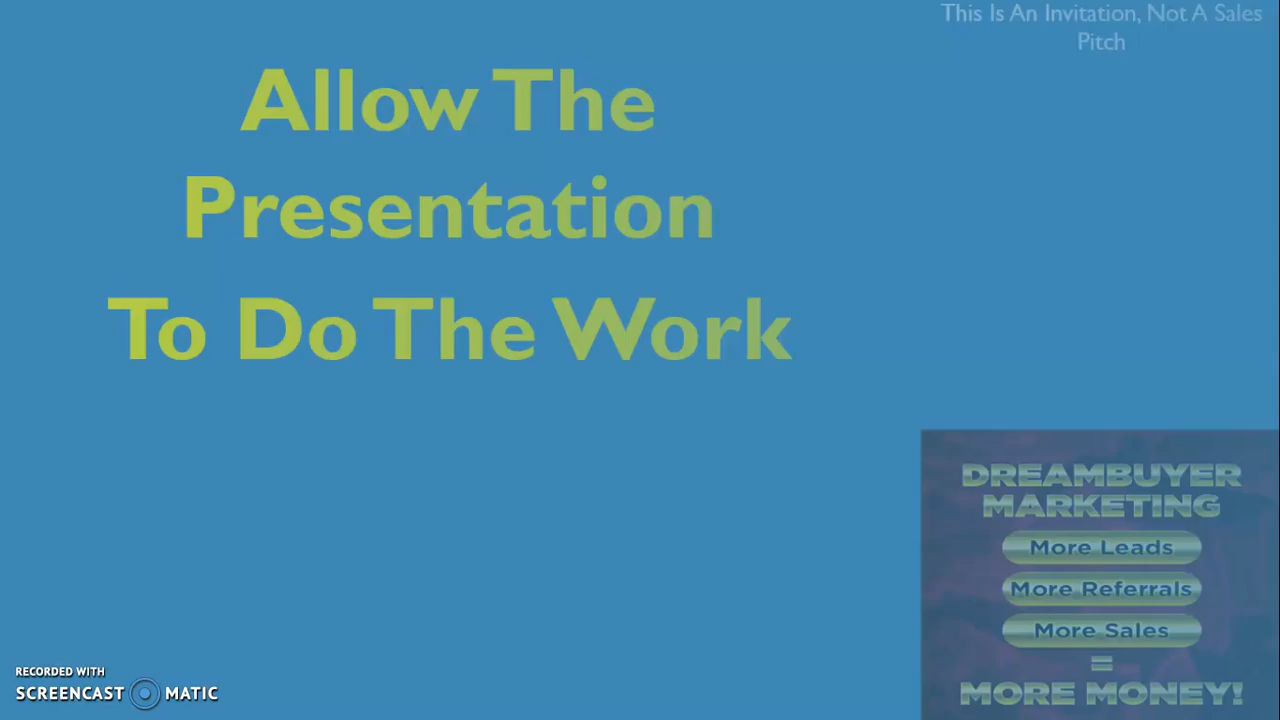 This Is An Invitation, Not A Sales
Pitch
Allow The
Presentation
To Do The Work
DREAMBUYER
MARKETING
More Leads
More Referrals
More Sales
=
MORE MONEY!
RECORDED WITH
SCREENCAST MATIC